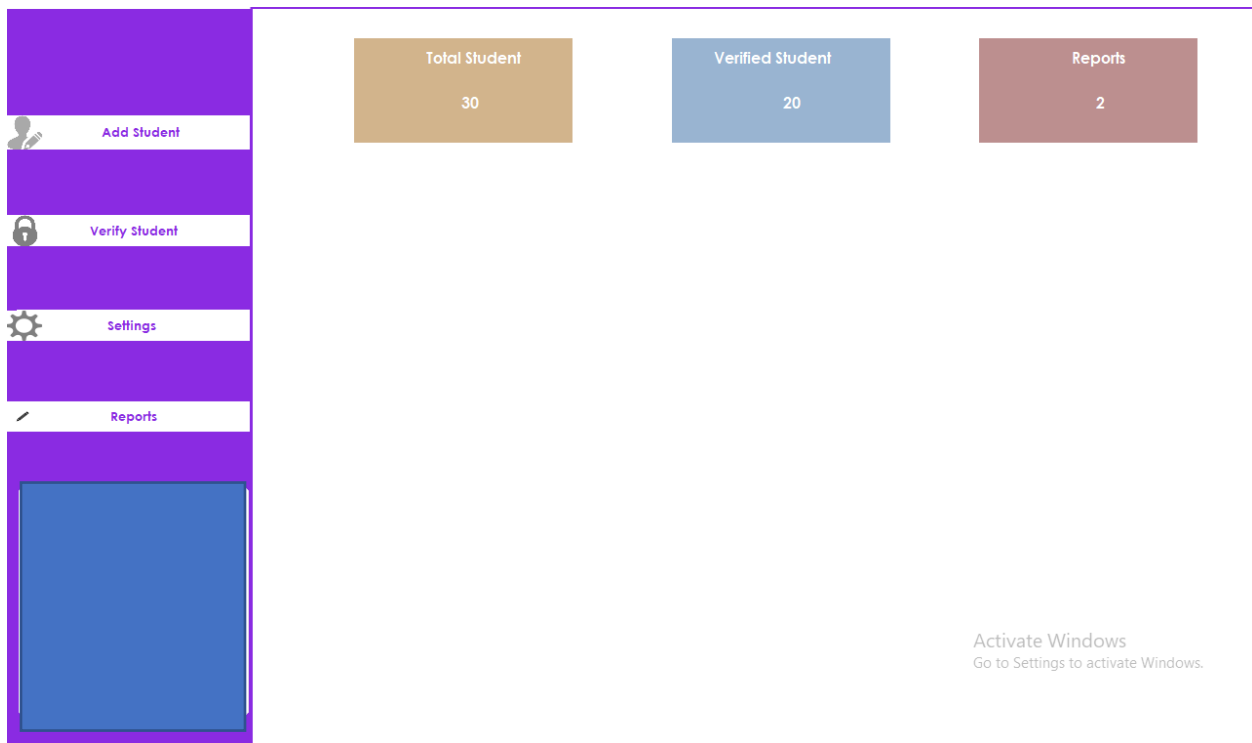 Total Student
30
Verified Student
20
Reports
2
Add Student
Verify Student
Settings
Reports
Activate Windows
Go to Settings to activate Windows.